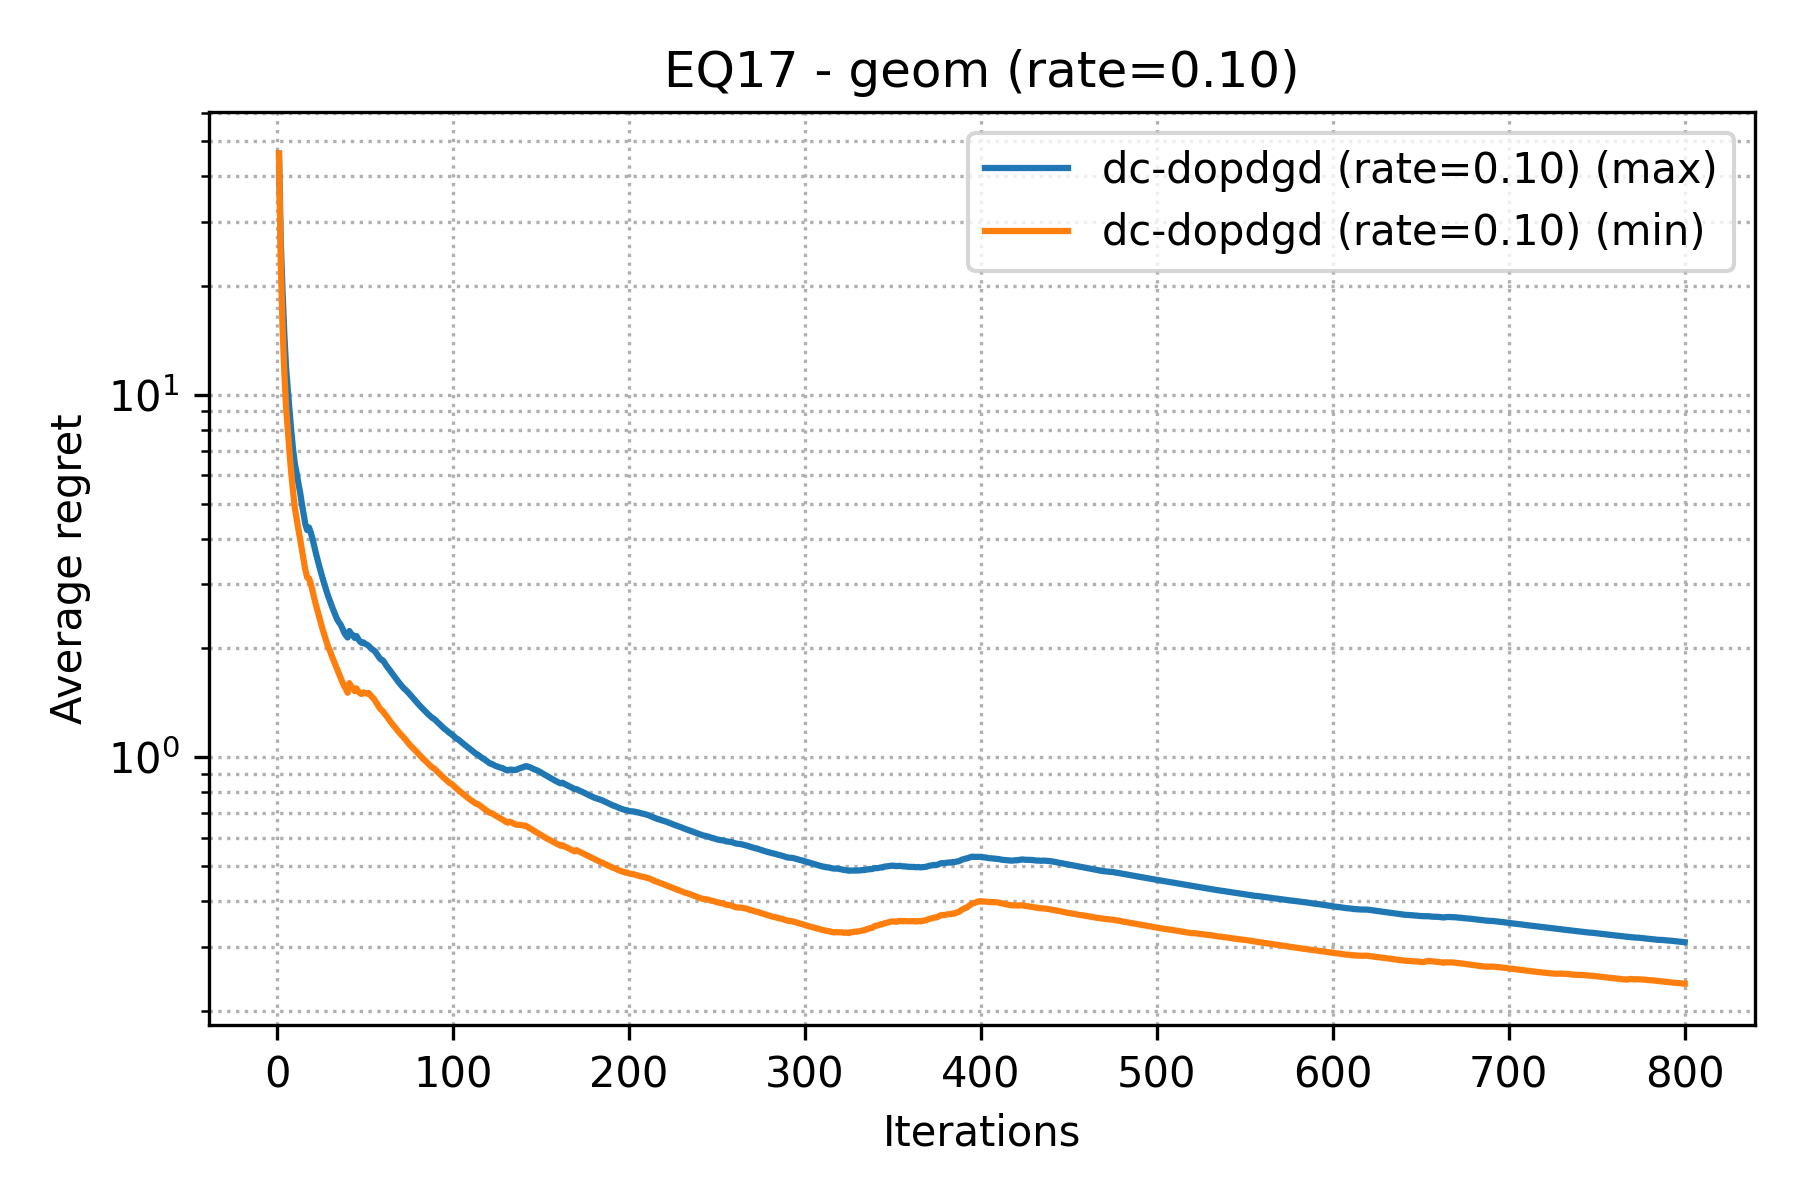 EQ17 - geom (rate=0.10)
dc-dopdgd (rate=0.10) (max)
dc-dopdgd (rate=0.10) (min)
Average regret
10¹
10⁰
0 100 200 300 400 500 600 700 800
Iterations